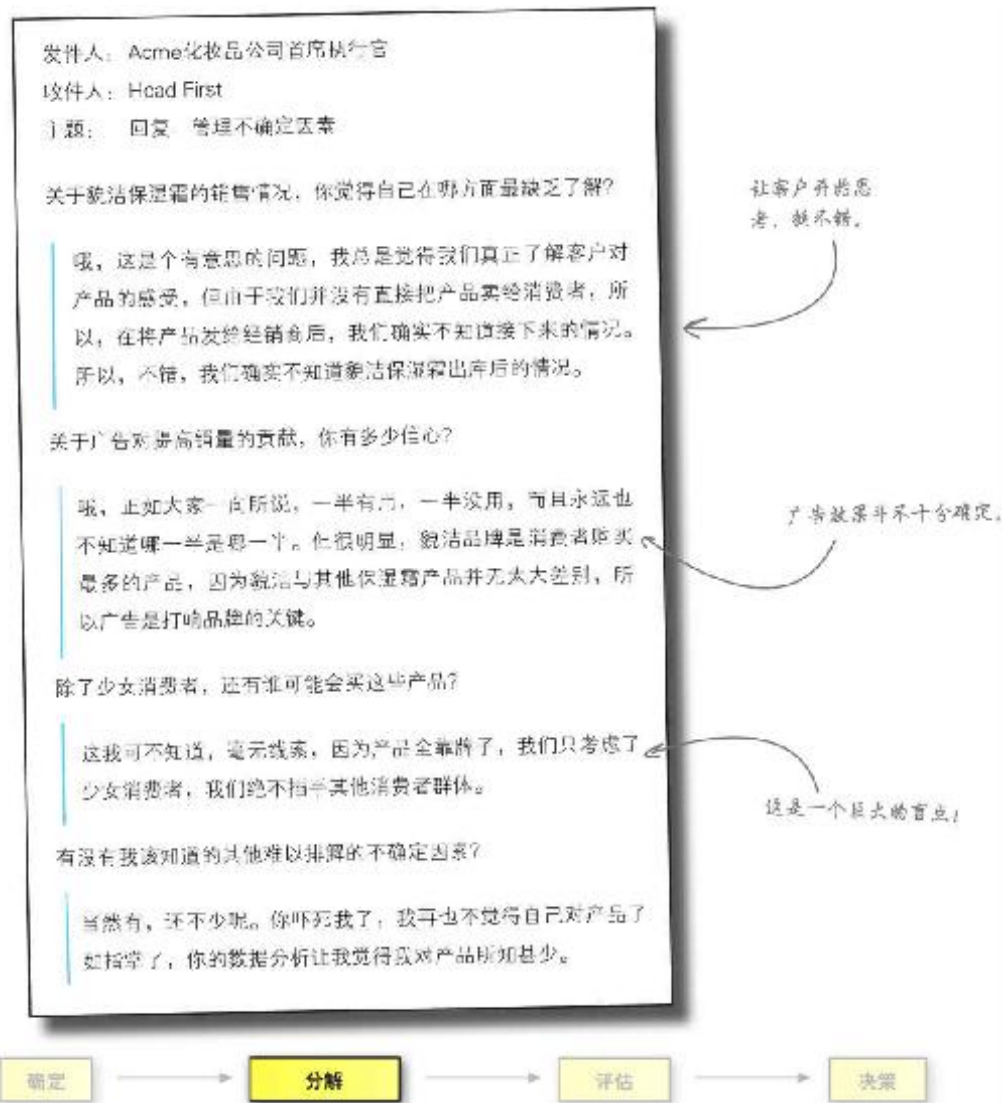 发件人：Acme化妆品公司首席执行官
收件人：Head First
主题：回复 管理不确定因素
关于貌洁保湿霜的销售情况，你觉得自己在哪方面最缺乏了解？
哦，这是个有意思的问题，我总是觉得我们真正了解客户对
产品的感受，但由于我们并没有直接把产品卖给消费者，所
以，在将产品发给经销商后，我们确实不知道接下来的情况。
所以，不错，我们确实不知道貌洁保湿霜出库后的情况。
让客户开始思
考，挺不错。
关于广告对提高销量的贡献，你有多少信心？
哦，正如大家一向所说，一半有用，一半没用，而且永远也
不知道哪一半是哪一半。但很明显，貌洁品牌是消费者购买
最多的产品，因为貌洁与其他保湿霜产品并无太大差别，所
以广告是打响品牌的关键。
广告效果并不十分确定。
除了少女消费者，还有谁可能会买这些产品？
这我可不知道，毫无线索，因为产品全靠牌了，我们只考虑了
少女消费者，我们绝不插手其他消费者群体。
这是一个巨大的盲点！
有没有我该知道的其他难以排解的不确定因素？
当然有，还不少呢。你吓死我了，我再也不觉得自己对产品了
如指掌了，你的数据分析让我觉得我对产品所知甚少。
确定
分解
评估
决策